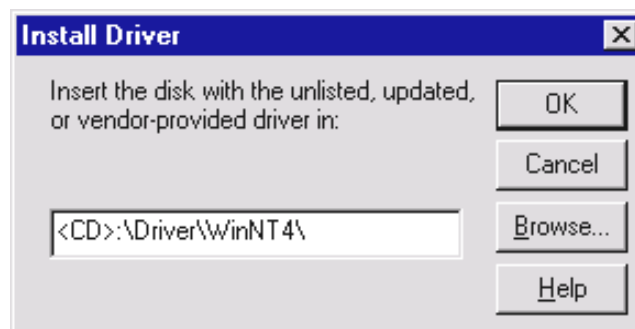 Install Driver
Insert the disk with the unlisted, updated,
or vendor-provided driver in:
OK
Cancel
<CD>:\Driver\WinNT4\
Browse...
Help